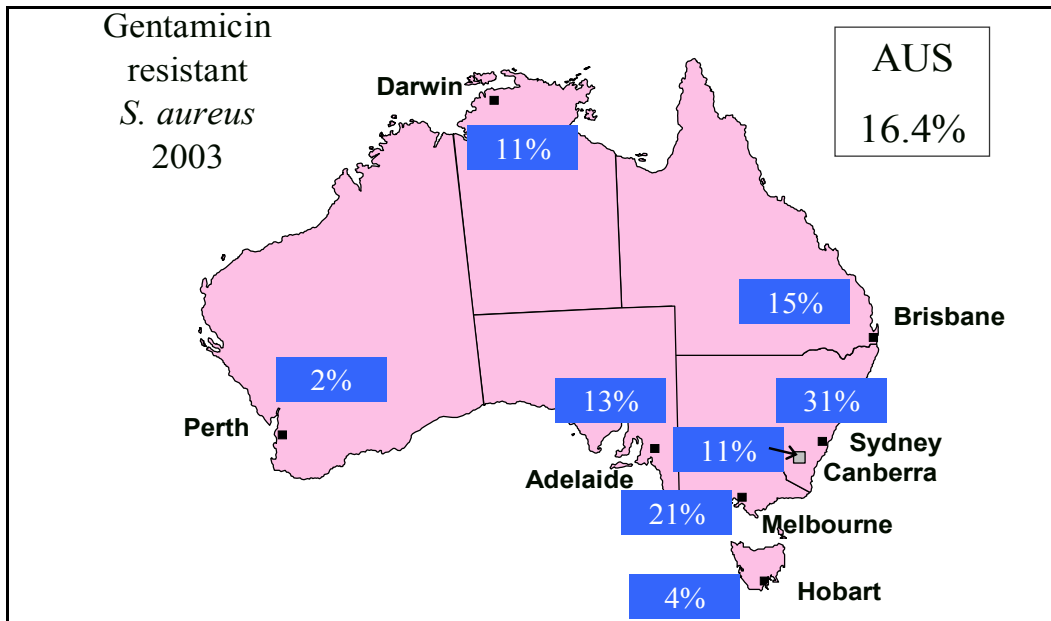 Gentamicin
resistant
S. aureus
2003
AUS
16.4%
Darwin
11%
15%
Brisbane
2%
13%
31%
Perth
11%
Sydney
Adelaide
Canberra
21%
Melbourne
4%
Hobart